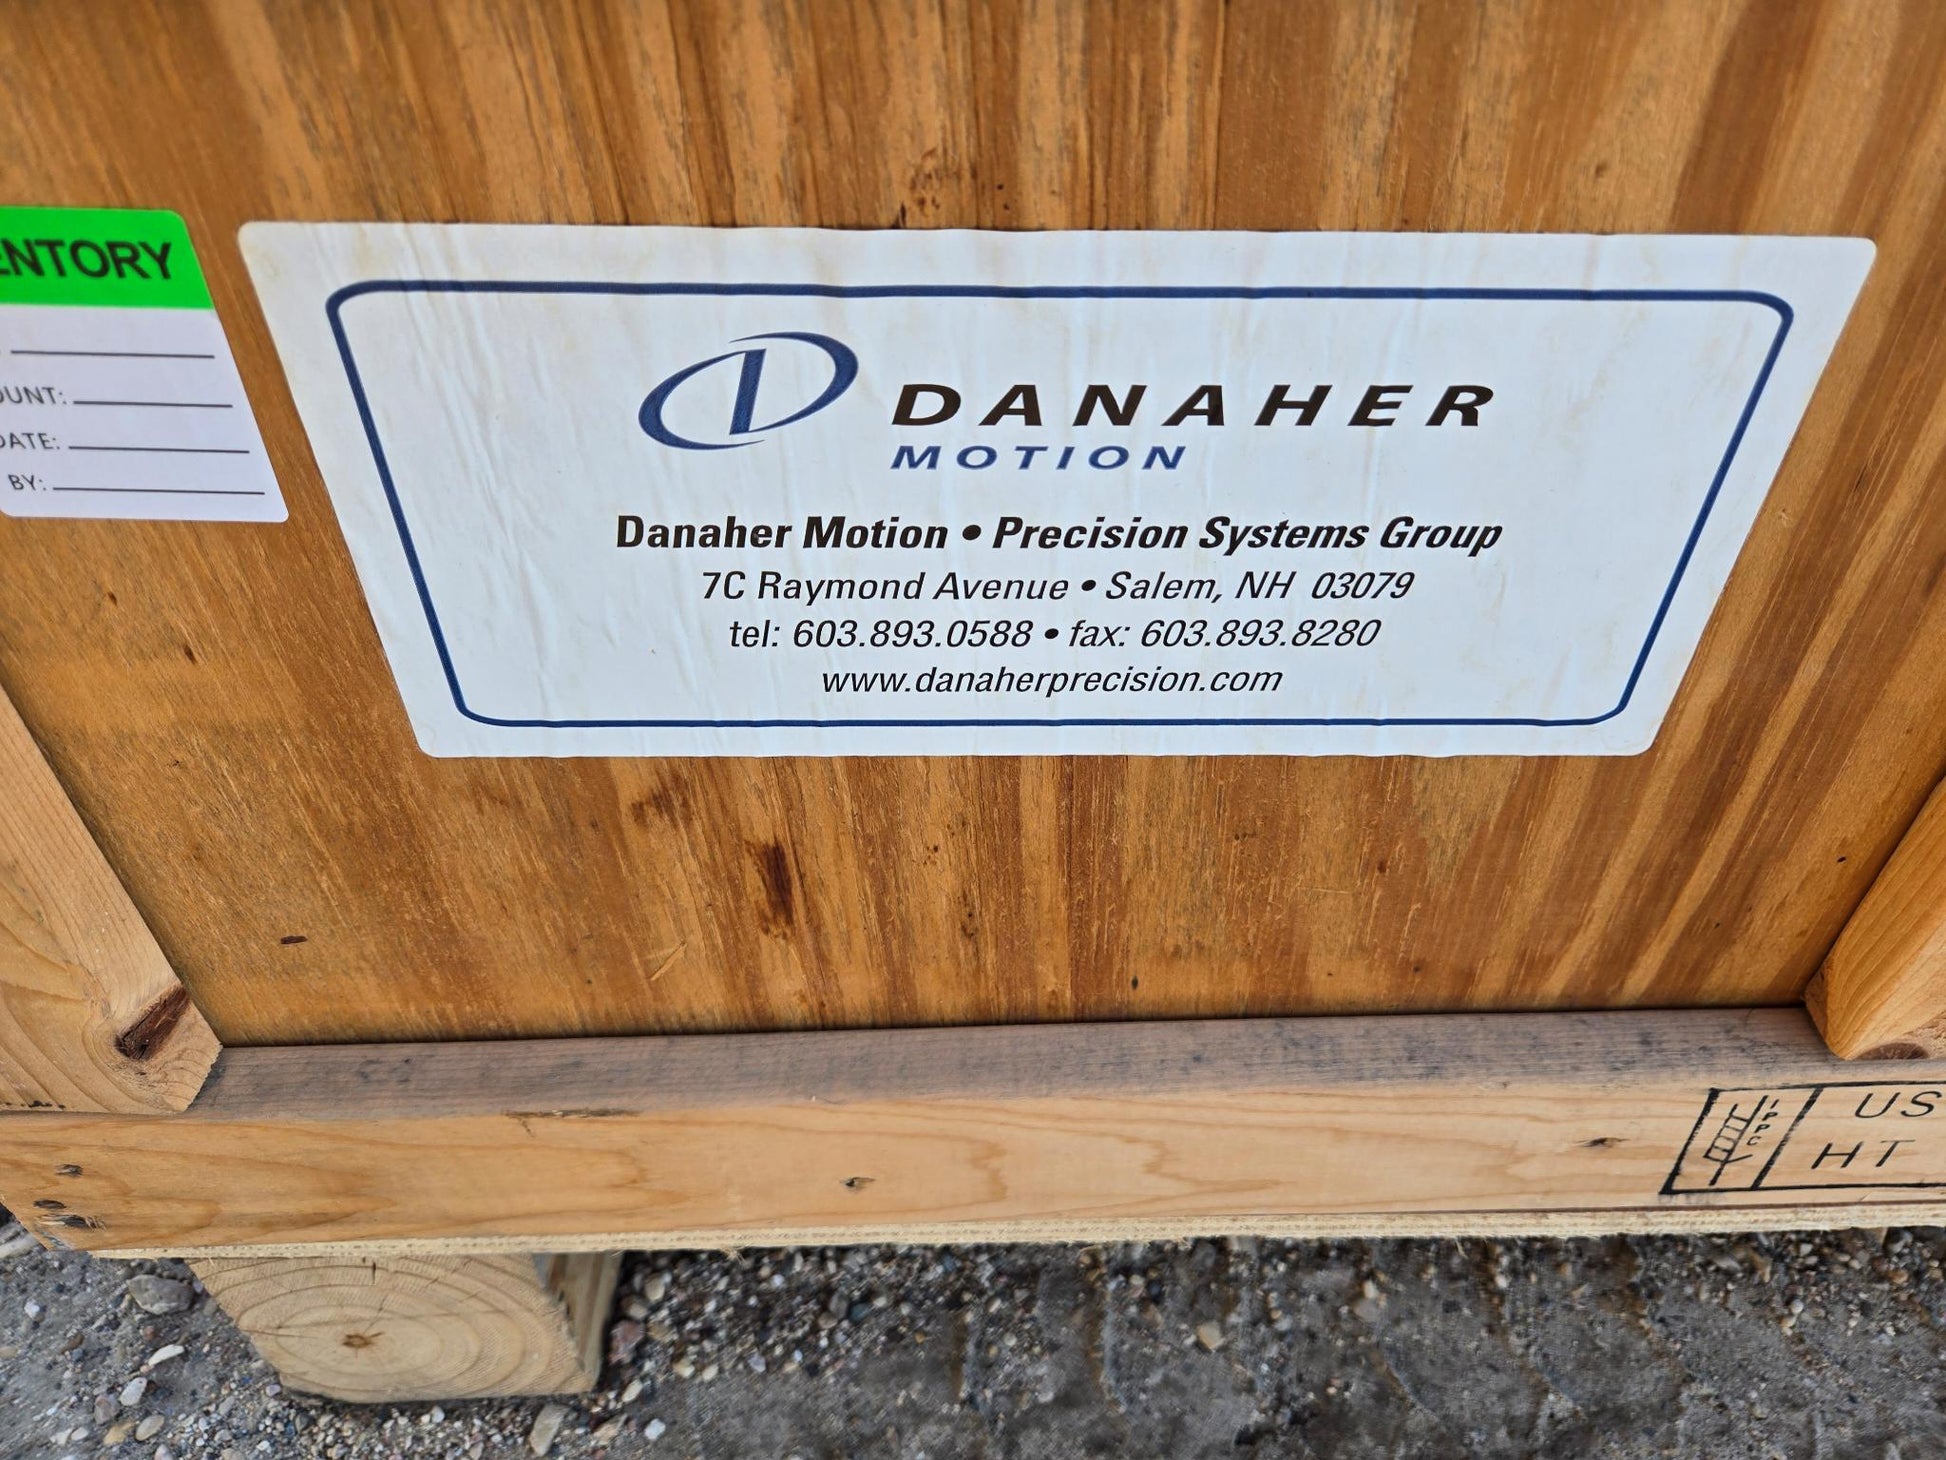 ENTORY
OUNT:
DATE:
BY:
DANAHER
MOTION
Danaher Motion • Precision Systems Group
7C Raymond Avenue • Salem, NH 03079
tel: 603.893.0588 • fax: 603.893.8280
www.danaherprecision.com
IPPC
US
HT